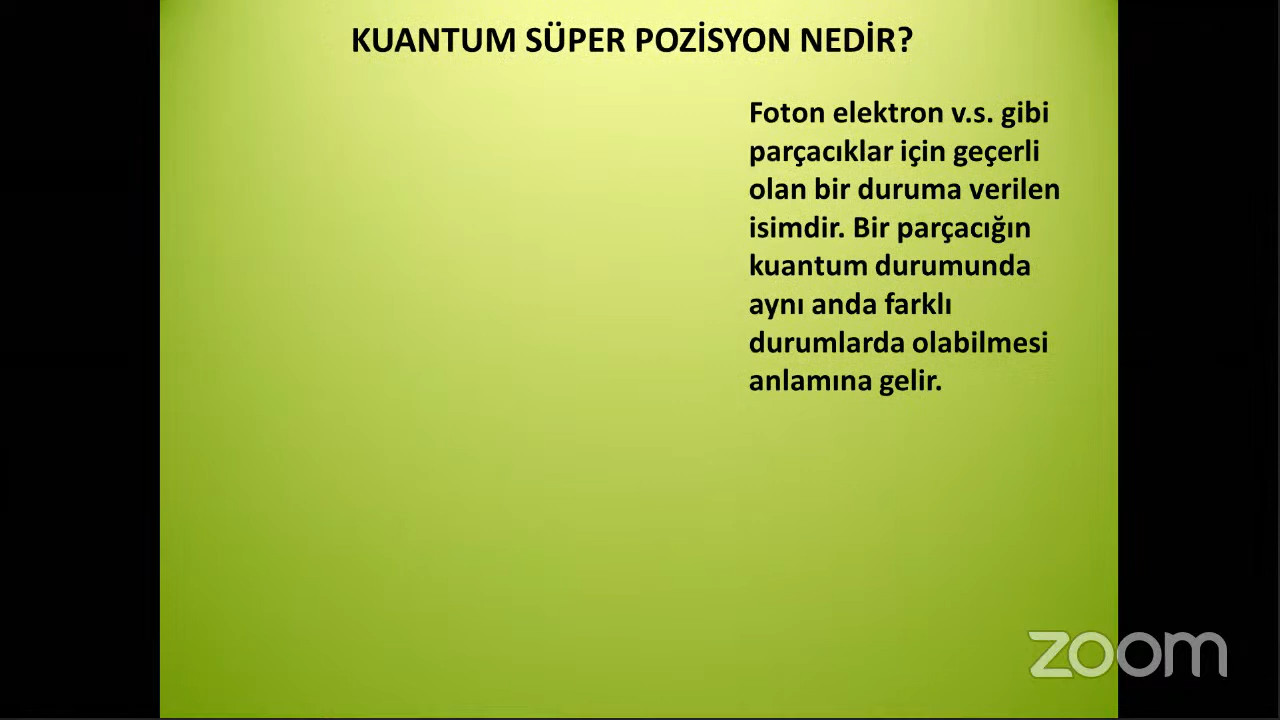 KUANTUM SÜPER POZİSYON NEDİR?
Foton elektron v.s. gibi
parçacıklar için geçerli
olan bir duruma verilen
isimdir. Bir parçacığın
kuantum durumunda
aynı anda farklı
durumlarda olabilmesi
anlamına gelir.
zoom